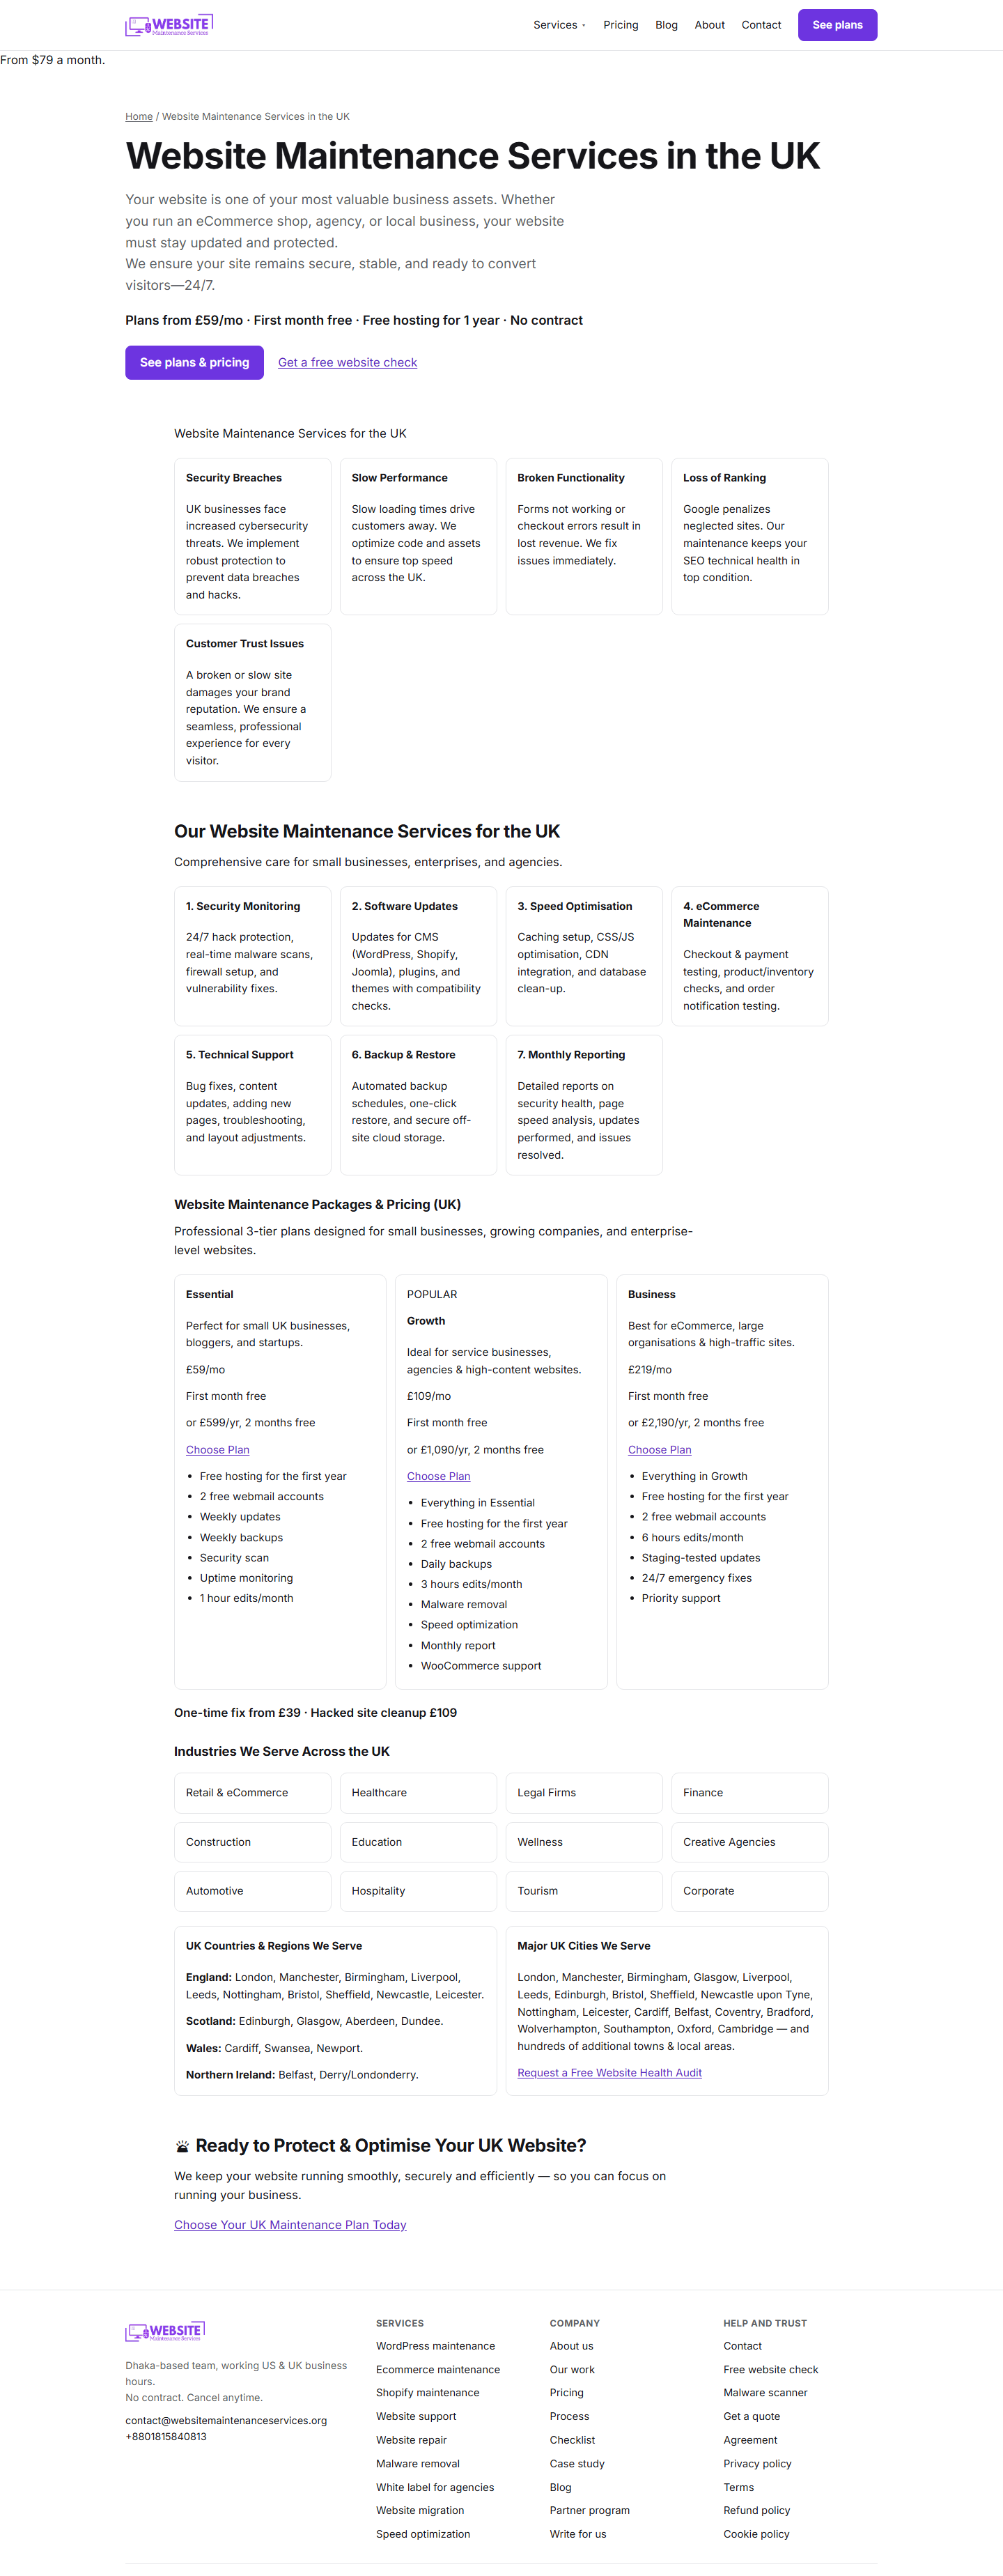 WEBSITE
Maintenance Services
Services
Pricing
Blog
About
Contact
See plans
From $79 a month.
Home / Website Maintenance Services in the UK
Website Maintenance Services in the UK
Your website is one of your most valuable business assets. Whether
you run an eCommerce shop, agency, or local business, your website
must stay updated and protected.
We ensure your site remains secure, stable, and ready to convert
visitors—24/7.
Plans from £59/mo · First month free · Free hosting for 1 year · No contract
See plans & pricing
Get a free website check
Website Maintenance Services for the UK
Security Breaches
UK businesses face
increased cybersecurity
threats. We implement
robust protection to
prevent data breaches
and hacks.
Slow Performance
Slow loading times drive
customers away. We
optimize code and assets
to ensure top speed
across the UK.
Broken Functionality
Forms not working or
checkout errors result in
lost revenue. We fix
issues immediately.
Loss of Ranking
Google penalizes
neglected sites. Our
maintenance keeps your
SEO technical health in
top condition.
Customer Trust Issues
A broken or slow site
damages your brand
reputation. We ensure a
seamless, professional
experience for every
visitor.
Our Website Maintenance Services for the UK
Comprehensive care for small businesses, enterprises, and agencies.
1. Security Monitoring
24/7 hack protection,
real-time malware scans,
firewall setup, and
vulnerability fixes.
2. Software Updates
Updates for CMS
(WordPress, Shopify,
Joomla), plugins, and
themes with compatibility
checks.
3. Speed Optimisation
Caching setup, CSS/JS
optimisation, CDN
integration, and database
clean-up.
4. eCommerce
Maintenance
Checkout & payment
testing, product/inventory
checks, and order
notification testing.
5. Technical Support
Bug fixes, content
updates, adding new
pages, troubleshooting,
and layout adjustments.
6. Backup & Restore
Automated backup
schedules, one-click
restore, and secure off-
site cloud storage.
7. Monthly Reporting
Detailed reports on
security health, page
speed analysis, updates
performed, and issues
resolved.
Website Maintenance Packages & Pricing (UK)
Professional 3-tier plans designed for small businesses, growing companies, and enterprise-
level websites.
Essential
Perfect for small UK businesses,
bloggers, and startups.
£59/mo
First month free
or £599/yr, 2 months free
Choose Plan
• Free hosting for the first year
• 2 free webmail accounts
• Weekly updates
• Weekly backups
• Security scan
• Uptime monitoring
• 1 hour edits/month
POPULAR
Growth
Ideal for service businesses,
agencies & high-content websites.
£109/mo
First month free
or £1,090/yr, 2 months free
Choose Plan
• Everything in Essential
• Free hosting for the first year
• 2 free webmail accounts
• Daily backups
• 3 hours edits/month
• Malware removal
• Speed optimization
• Monthly report
• WooCommerce support
Business
Best for eCommerce, large
organisations & high-traffic sites.
£219/mo
First month free
or £2,190/yr, 2 months free
Choose Plan
• Everything in Growth
• Free hosting for the first year
• 2 free webmail accounts
• 6 hours edits/month
• Staging-tested updates
• 24/7 emergency fixes
• Priority support
One-time fix from £39 · Hacked site cleanup £109
Industries We Serve Across the UK
Retail & eCommerce
Healthcare
Legal Firms
Finance
Construction
Education
Wellness
Creative Agencies
Automotive
Hospitality
Tourism
Corporate
UK Countries & Regions We Serve
England: London, Manchester, Birmingham, Liverpool,
Leeds, Nottingham, Bristol, Sheffield, Newcastle, Leicester.
Scotland: Edinburgh, Glasgow, Aberdeen, Dundee.
Wales: Cardiff, Swansea, Newport.
Northern Ireland: Belfast, Derry/Londonderry.
Major UK Cities We Serve
London, Manchester, Birmingham, Glasgow, Liverpool,
Leeds, Edinburgh, Bristol, Sheffield, Newcastle upon Tyne,
Nottingham, Leicester, Cardiff, Belfast, Coventry, Bradford,
Wolverhampton, Southampton, Oxford, Cambridge — and
hundreds of additional towns & local areas.
Request a Free Website Health Audit
Ready to Protect & Optimise Your UK Website?
We keep your website running smoothly, securely and efficiently — so you can focus on
running your business.
Choose Your UK Maintenance Plan Today
WEBSITE
Maintenance Services
Dhaka-based team, working US & UK business
hours.
No contract. Cancel anytime.
contact@websitemaintenanceservices.org
+8801815840813
SERVICES
WordPress maintenance
Ecommerce maintenance
Shopify maintenance
Website support
Website repair
Malware removal
White label for agencies
Website migration
Speed optimization
COMPANY
About us
Our work
Pricing
Process
Checklist
Case study
Blog
Partner program
Write for us
HELP AND TRUST
Contact
Free website check
Malware scanner
Get a quote
Agreement
Privacy policy
Terms
Refund policy
Cookie policy